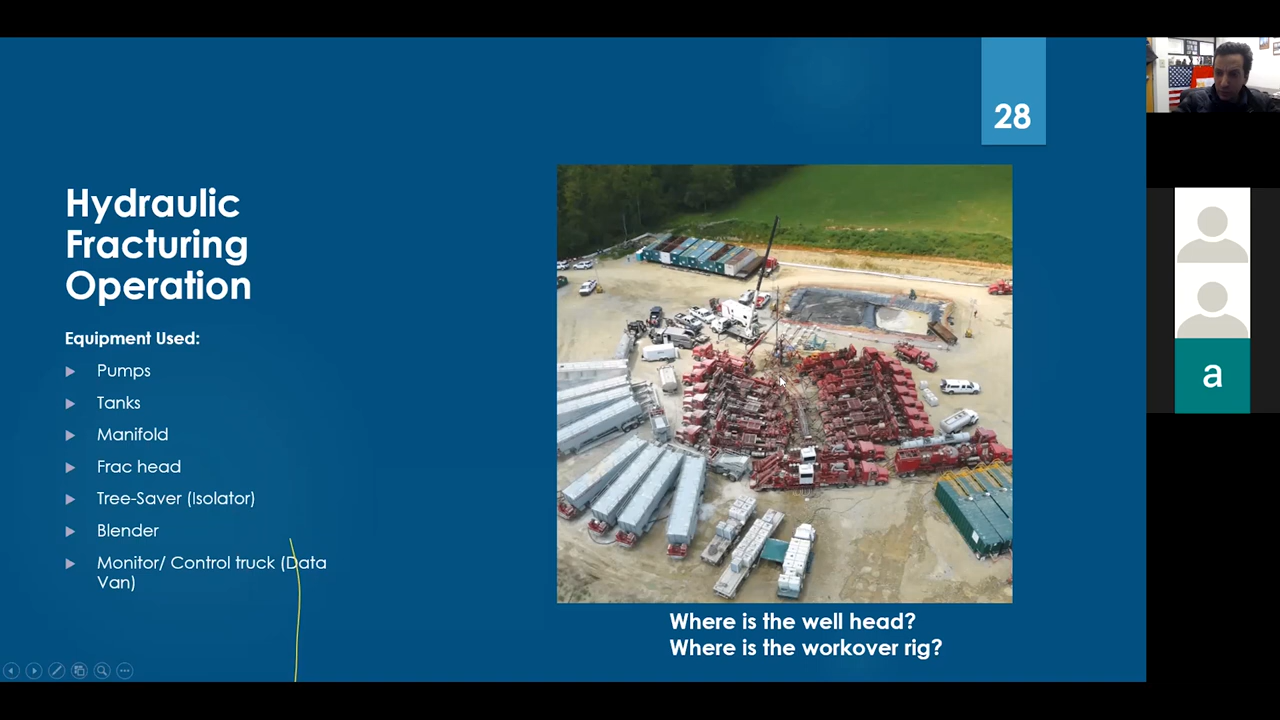 28
Hydraulic
Fracturing
Operation
Equipment Used:
Pumps
Tanks
Manifold
Frac head
Tree-Saver (Isolator)
Blender
Monitor/ Control truck (Data
Van)
Where is the well head?
Where is the workover rig?
a